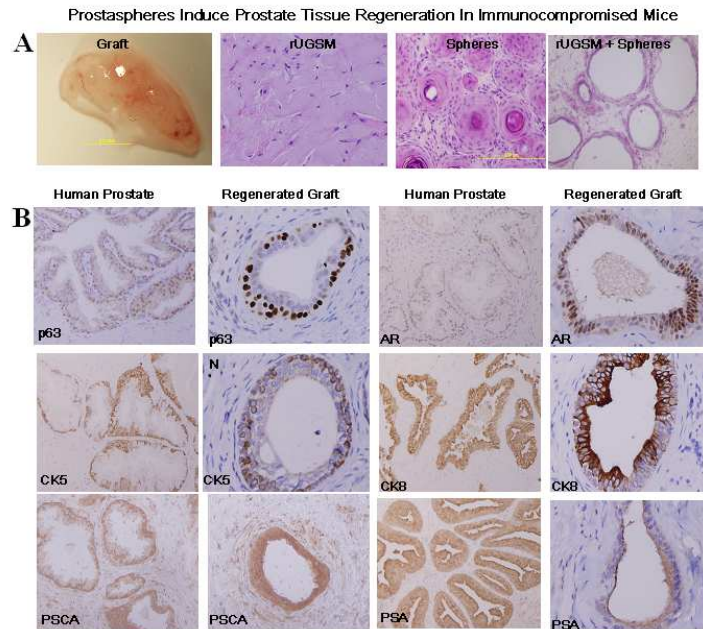 Prostaspheres Induce Prostate Tissue Regeneration In Immunocompromised Mice
A
Graft
rUGSM
Spheres
rUGSM + Spheres
B
Human Prostate
Regenerated Graft
Human Prostate
Regenerated Graft
p63
p63
AR
AR
N
CK5
CK5
CK8
CK8
PSCA
PSCA
PSA
PSA